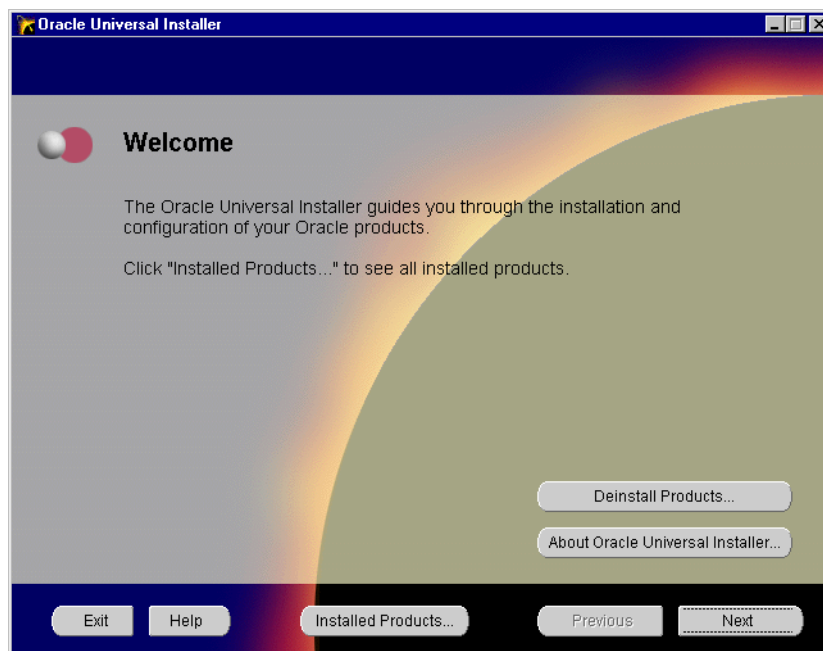 Oracle Universal Installer
Welcome
The Oracle Universal Installer guides you through the installation and
configuration of your Oracle products.
Click "Installed Products..." to see all installed products.
Deinstall Products...
About Oracle Universal Installer...
Exit Help Installed Products... Previous Next